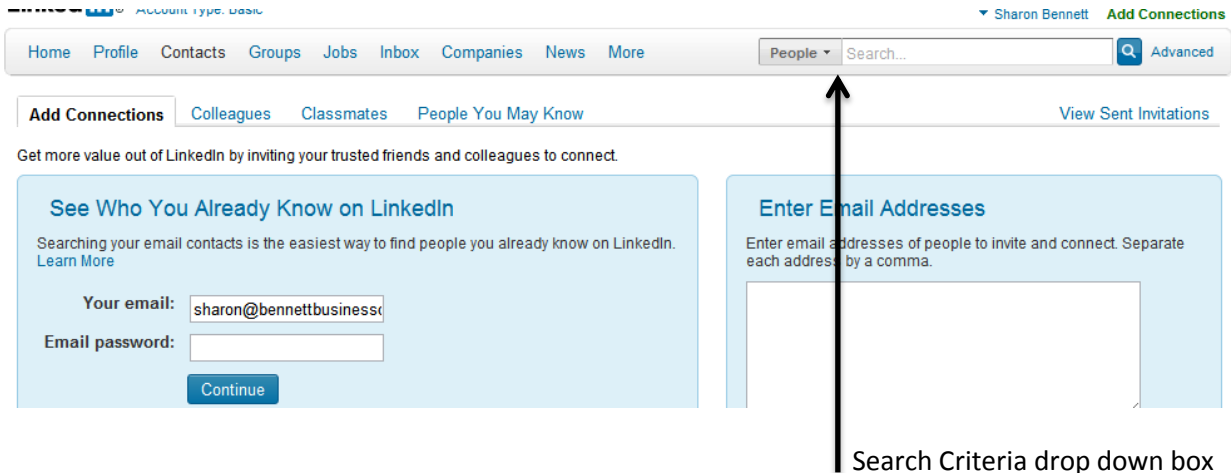 Linked in® Account Type: Basic
Sharon Bennett Add Connections
Home Profile Contacts Groups Jobs Inbox Companies News More People Search... Advanced
Add Connections Colleagues Classmates People You May Know View Sent Invitations
Get more value out of LinkedIn by inviting your trusted friends and colleagues to connect.
See Who You Already Know on LinkedIn
Searching your email contacts is the easiest way to find people you already know on LinkedIn.
Learn More
Your email: sharon@bennettbusiness
Email password:
Continue
Enter Email Addresses
Enter email addresses of people to invite and connect. Separate
each address by a comma.
Search Criteria drop down box